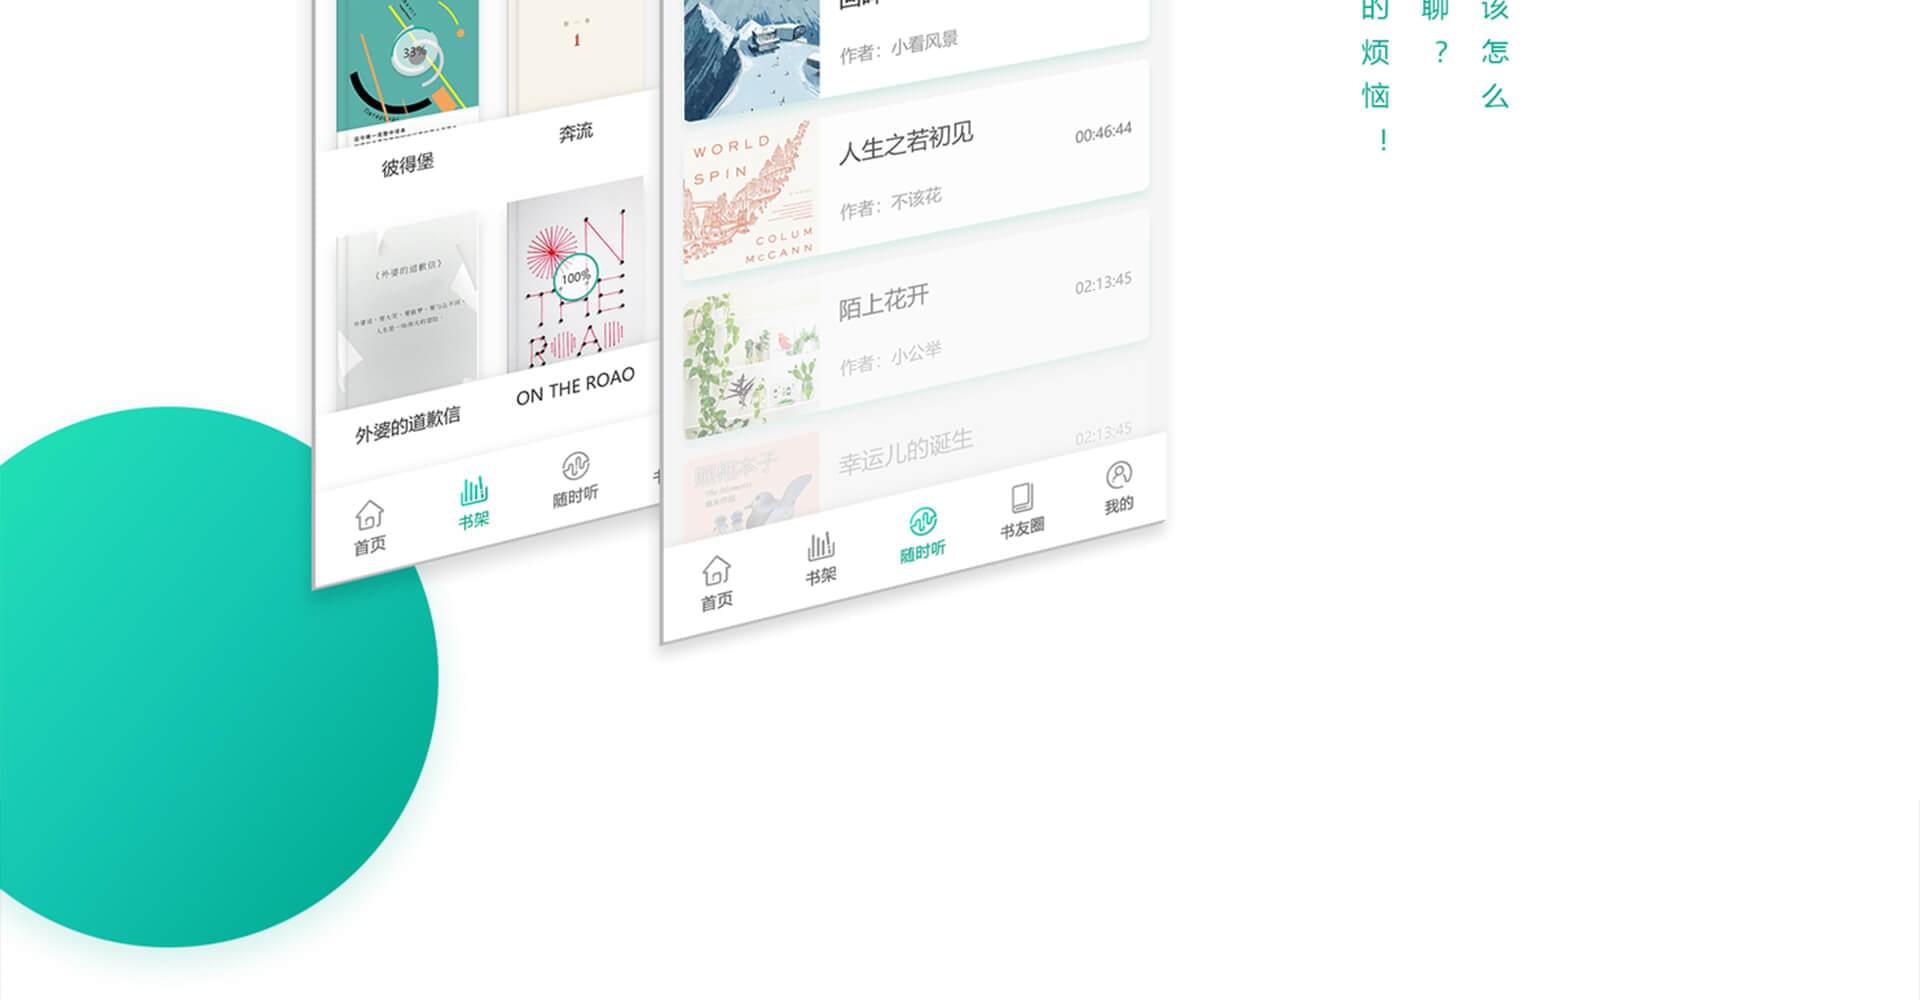 33%
1
彼得堡
奔流
《外婆的道歉信》
ON
THE
ROAD
100%
外婆的道歉信
ON THE ROAO
首页
书架
随时听
作者：小看风景
WORLD
SPIN
COLUM
McCANN
人生之若初见
00:46:44
作者：不该花
陌上花开
02:13:45
作者：小公举
幸运儿的诞生
02:13:45
首页
书架
随时听
书友圈
我的
该怎么
聊？
的烦恼！